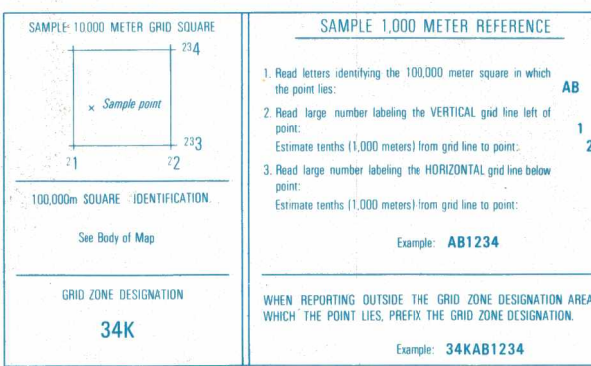 SAMPLE 10,000 METER GRID SQUARE
234
Sample point
233
21
22
100,000m SQUARE IDENTIFICATION
See Body of Map
GRID ZONE DESIGNATION
34K
SAMPLE 1,000 METER REFERENCE
1. Read letters identifying the 100,000 meter square in which
the point lies:
AB
2. Read large number labeling the VERTICAL grid line left of
point:
1
Estimate tenths (1,000 meters) from grid line to point:
2
3. Read large number labeling the HORIZONTAL grid line below
point:
Estimate tenths (1,000 meters) from grid line to point:
Example: AB1234
WHEN REPORTING OUTSIDE THE GRID ZONE DESIGNATION AREA
WHICH THE POINT LIES, PREFIX THE GRID ZONE DESIGNATION.
Example: 34KAB1234